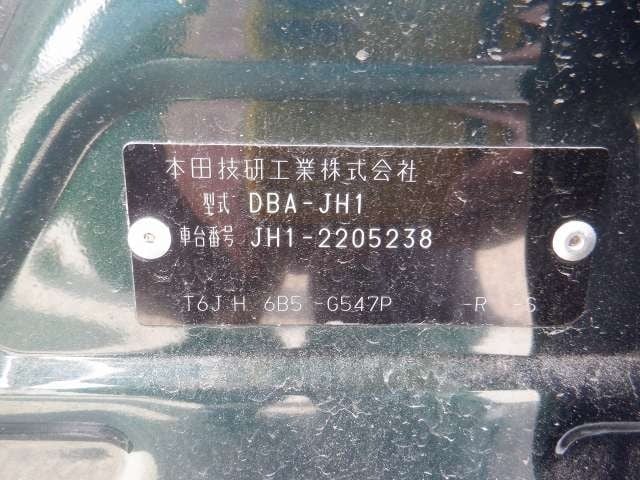 本田技研工業株式会社
型式 DBA-JH1
車台番号 JH1-2205238
T6J H 6B5 -G547P -R -S